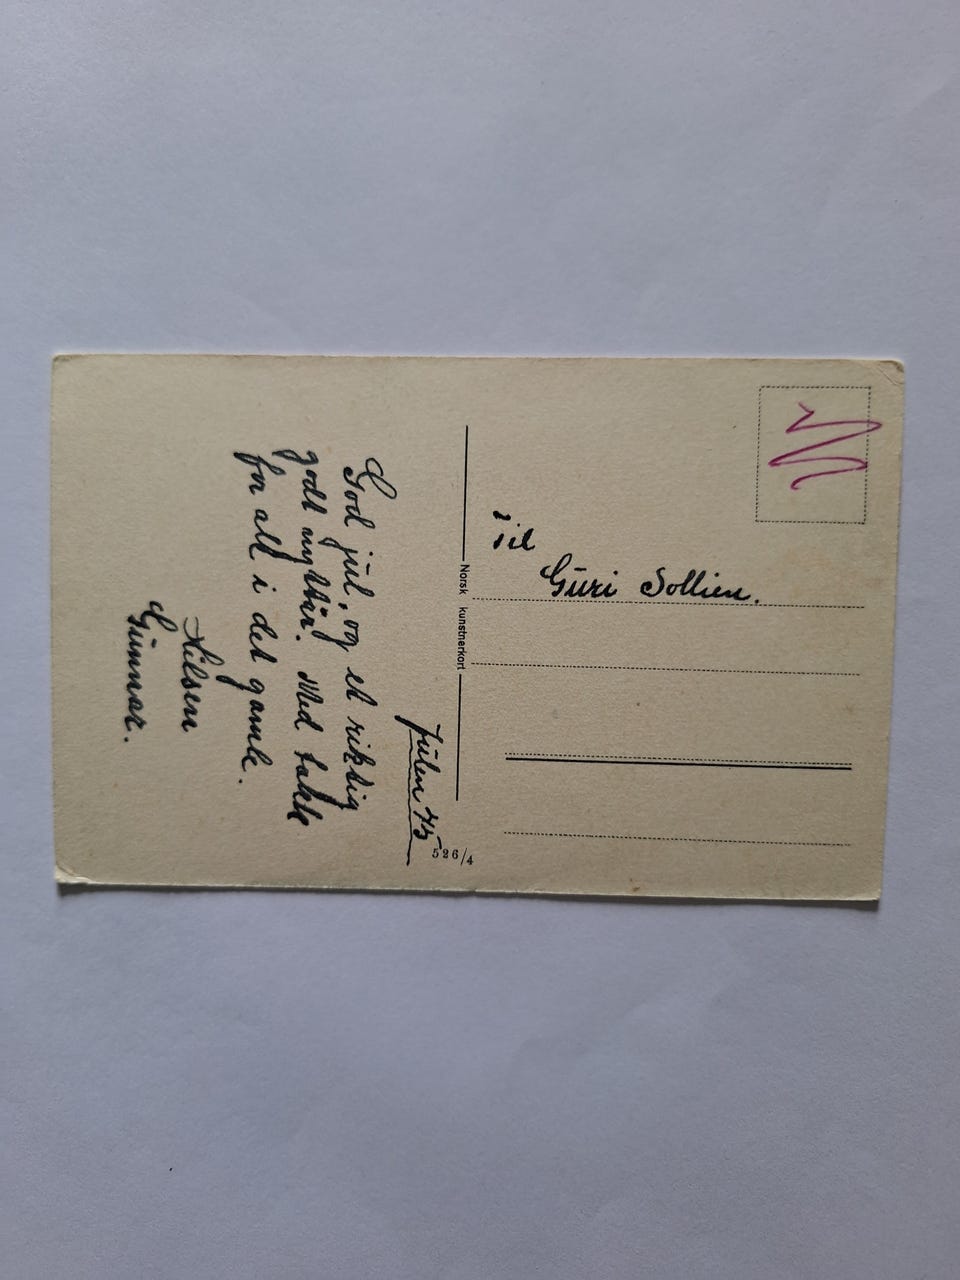 Julen 45
God jul, og et riktig
godt nyttår. Med takk
for alt i det gamle.
Hilsen
Gunnar.
Norsk kunstnerkort
526/4
Til
Guri Sollien.